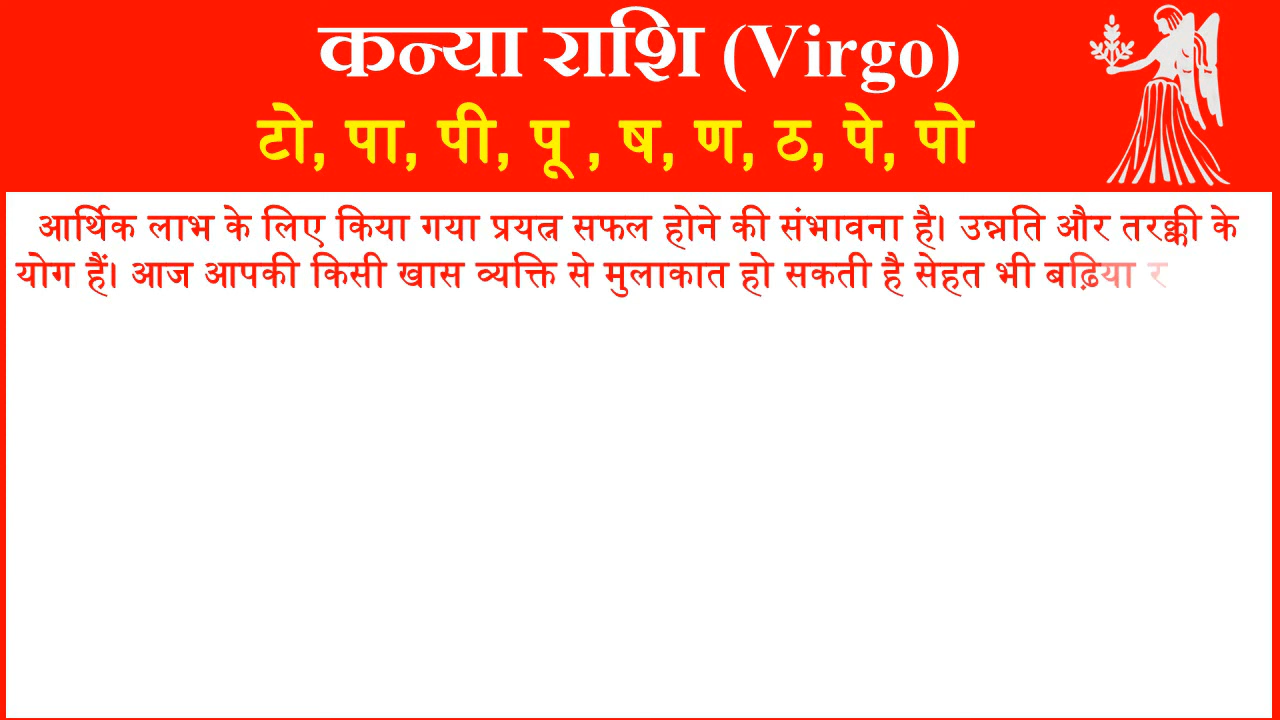 कन्या राशि (Virgo)
टो, पा, पी, पू , ष, ण, ठ, पे, पो
आर्थिक लाभ के लिए किया गया प्रयत्न सफल होने की संभावना है। उन्नति और तरक्की के
योग हैं। आज आपकी किसी खास व्यक्ति से मुलाकात हो सकती है सेहत भी बढ़िया र